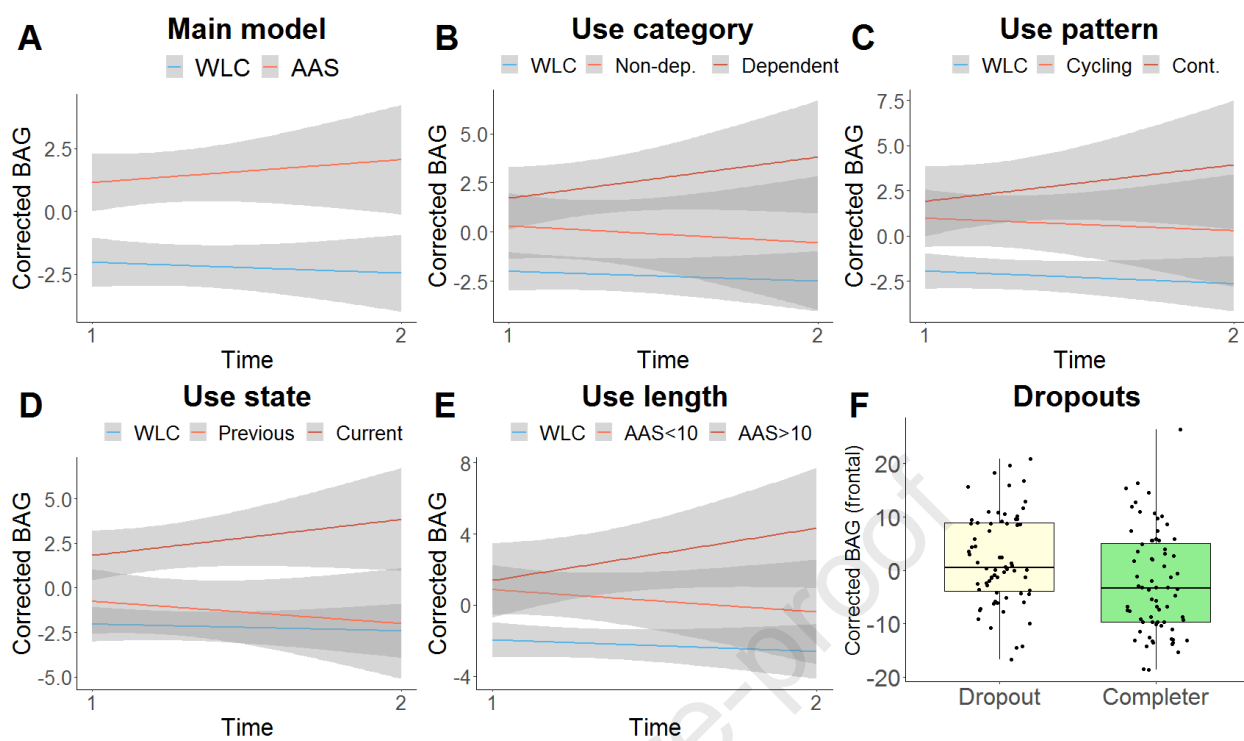 A Main model
WLC AAS
Corrected BAG
2.5
0.0
-2.5
1 2
Time
B Use category
WLC Non-dep. Dependent
Corrected BAG
5.0
2.5
0.0
-2.5
1 2
Time
C Use pattern
WLC Cycling Cont.
Corrected BAG
7.5
5.0
2.5
0.0
-2.5
1 2
Time
D Use state
WLC Previous Current
Corrected BAG
5.0
2.5
0.0
-2.5
-5.0
1 2
Time
E Use length
WLC AAS<10 AAS>10
Corrected BAG
8
4
0
-4
1 2
Time
F Dropouts
Corrected BAG (frontal)
20
10
0
-10
-20
Dropout Completer
e-proof